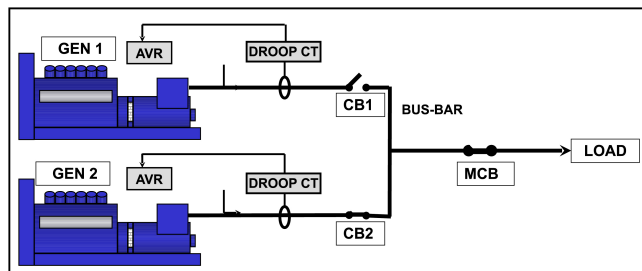 GEN 1
AVR
DROOP CT
CB1
BUS-BAR
LOAD
MCB
GEN 2
AVR
DROOP CT
CB2